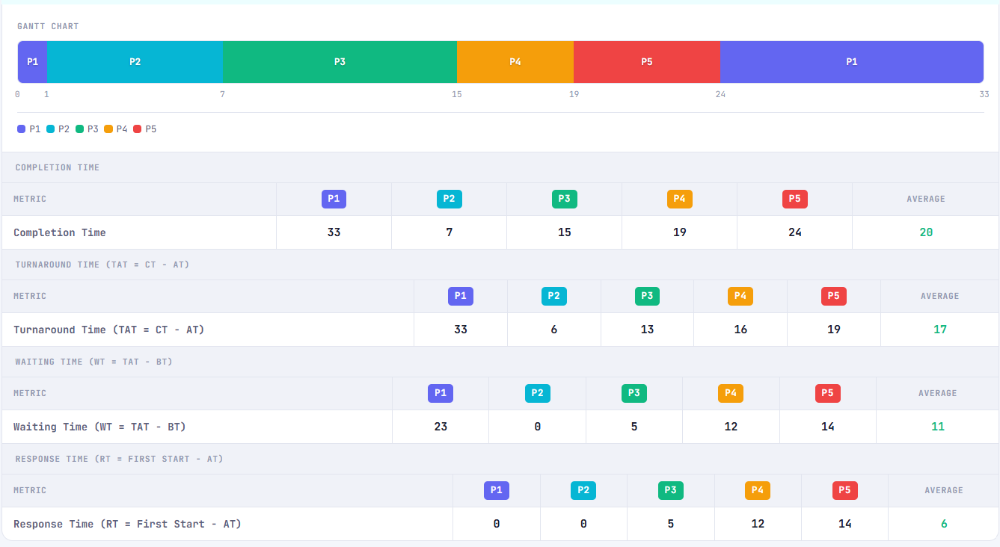 GANTT CHART
P1 P2 P3 P4 P5 P1
0 1 7 15 19 24 33
P1 P2 P3 P4 P5
COMPLETION TIME
METRIC P1 P2 P3 P4 P5 AVERAGE
Completion Time 33 7 15 19 24 20
TURNAROUND TIME (TAT = CT - AT)
METRIC P1 P2 P3 P4 P5 AVERAGE
Turnaround Time (TAT = CT - AT) 33 6 13 16 19 17
WAITING TIME (WT = TAT - BT)
METRIC P1 P2 P3 P4 P5 AVERAGE
Waiting Time (WT = TAT - BT) 23 0 5 12 14 11
RESPONSE TIME (RT = FIRST START - AT)
METRIC P1 P2 P3 P4 P5 AVERAGE
Response Time (RT = First Start - AT) 0 0 5 12 14 6